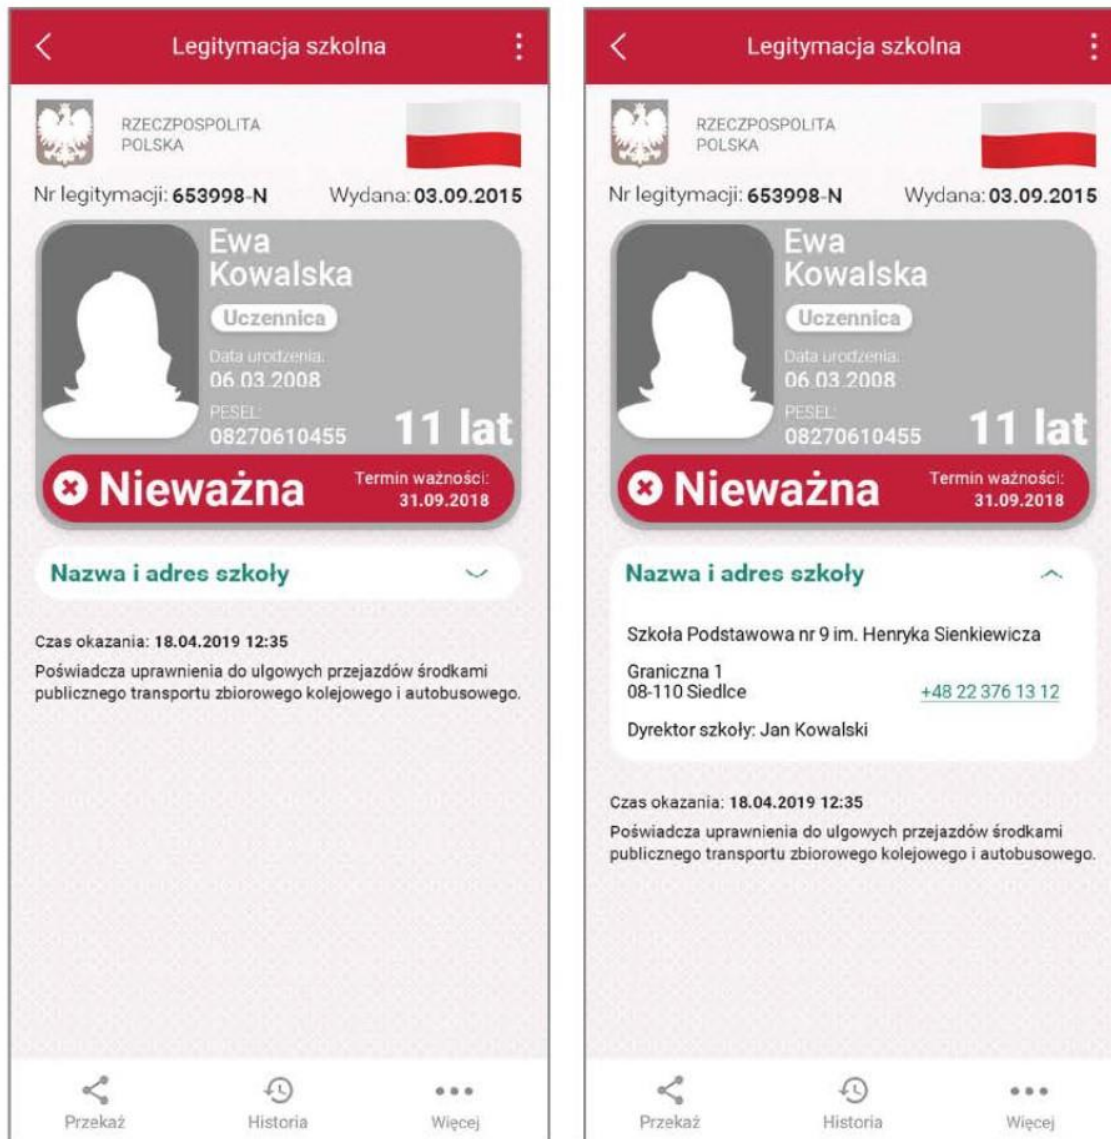 Legitymacja szkolna
RZECZPOSPOLITA
POLSKA
Nr legitymacji: 653998-N Wydana: 03.09.2015
Ewa
Kowalska
Uczennica
Data urodzenia:
06.03.2008
PESEL:
08270610455
11 lat
Nieważna
Termin ważności:
31.09.2018
Nazwa i adres szkoły
Czas okazania: 18.04.2019 12:35
Poświadcza uprawnienia do ulgowych przejazdów środkami
publicznego transportu zbiorowego kolejowego i autobusowego.
Przekaż Historia Więcej
Legitymacja szkolna
RZECZPOSPOLITA
POLSKA
Nr legitymacji: 653998-N Wydana: 03.09.2015
Ewa
Kowalska
Uczennica
Data urodzenia:
06.03.2008
PESEL:
08270610455
11 lat
Nieważna
Termin ważności:
31.09.2018
Nazwa i adres szkoły
Szkoła Podstawowa nr 9 im. Henryka Sienkiewicza
Graniczna 1
08-110 Siedlce +48 22 376 13 12
Dyrektor szkoły: Jan Kowalski
Czas okazania: 18.04.2019 12:35
Poświadcza uprawnienia do ulgowych przejazdów środkami
publicznego transportu zbiorowego kolejowego i autobusowego.
Przekaż Historia Więcej